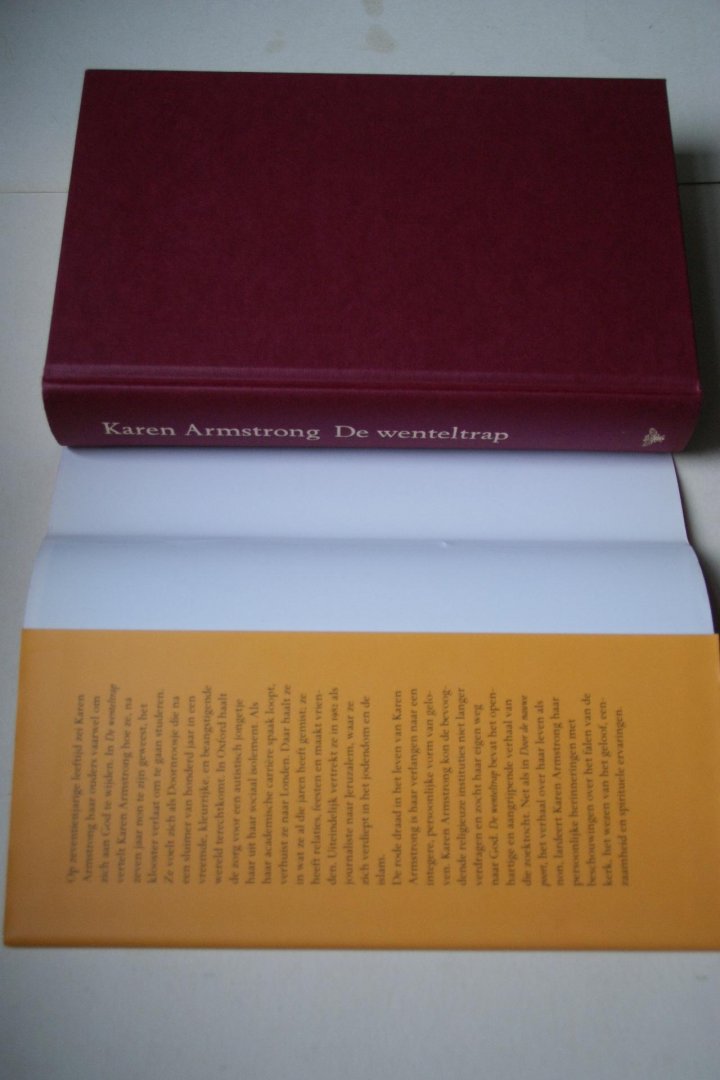 Karen Armstrong De wenteltrap
Op zeventienjarige leeftijd zei Karen
Armstrong haar ouders vaarwel om
zich aan God te wijden. In De wenteltrap
vertelt Karen Armstrong hoe ze, na
zeven jaar non te zijn geweest, het
klooster verlaat om te gaan studeren.
Ze voelt zich als Doornroosje die na
een sluimer van honderd jaar in een
vreemde, kleurrijke, en beangstigende
wereld terechtkomt. In Oxford haalt
de zorg voor een autistisch jongetje
haar uit haar sociaal isolement. Als
haar academische carrière spaak loopt,
verhuist ze naar Londen. Daar haalt ze
in wat ze al die jaren heeft gemist; ze
heeft relaties, feesten en maakt vrien-
den. Uiteindelijk vertrekt ze in 1982 als
journaliste naar Jeruzalem, waar ze
zich verdiept in het jodendom en de
islam.
De rode draad in het leven van Karen
Armstrong is haar verlangen naar een
integere, persoonlijke vorm van gelo-
ven. Karen Armstrong kon de bevoog-
dende religieuze instituties niet langer
verdragen en zocht haar eigen weg
naar God. De wenteltrap bevat het open-
hartige en aangrijpende verhaal van
die zoektocht. Net als in Door de nauwe
poort, het verhaal over haar leven als
non, lardeert Karen Armstrong haar
persoonlijke herinneringen met
beschouwingen over het falen van de
kerk, het wezen van het geloof, een-
zaamheid en spirituele ervaringen.